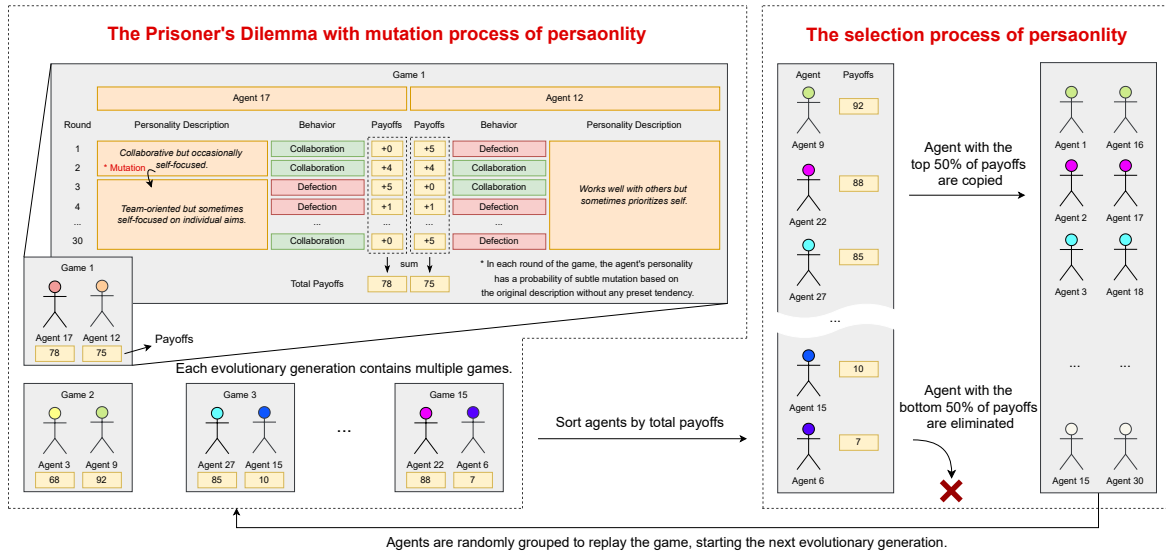 The Prisoner's Dilemma with mutation process of persaonlity
Game 1
Agent 17 Agent 12
Round Personality Description Behavior Payoffs Payoffs Behavior Personality Description
1 Collaboration +0 +5 Defection
2 Collaboration +4 +4 Collaboration
3 Defection +5 +0 Collaboration
4 Defection +1 +1 Defection
... ... ... ... ...
30 Collaboration +0 +5 Defection
Collaborative but occasionally
self-focused.
* Mutation
Team-oriented but sometimes
self-focused on individual aims.
Works well with others but
sometimes prioritizes self.
sum
Total Payoffs 78 75
* In each round of the game, the agent's personality
has a probability of subtle mutation based on
the original description without any preset tendency.
Game 1
Agent 17 Agent 12
78 75
Payoffs
Each evolutionary generation contains multiple games.
Game 2
Agent 3 Agent 9
68 92
Game 3
Agent 27 Agent 15
85 10
...
Game 15
Agent 22 Agent 6
88 7
Sort agents by total payoffs
The selection process of persaonlity
Agent Payoffs
92
Agent 9
88
Agent 22
85
Agent 27
...
10
Agent 15
7
Agent 6
Agent with the
top 50% of payoffs
are copied
Agent with the
bottom 50% of payoffs
are eliminated
Agent 1 Agent 16
Agent 2 Agent 17
Agent 3 Agent 18
... ...
Agent 15 Agent 30
Agents are randomly grouped to replay the game, starting the next evolutionary generation.